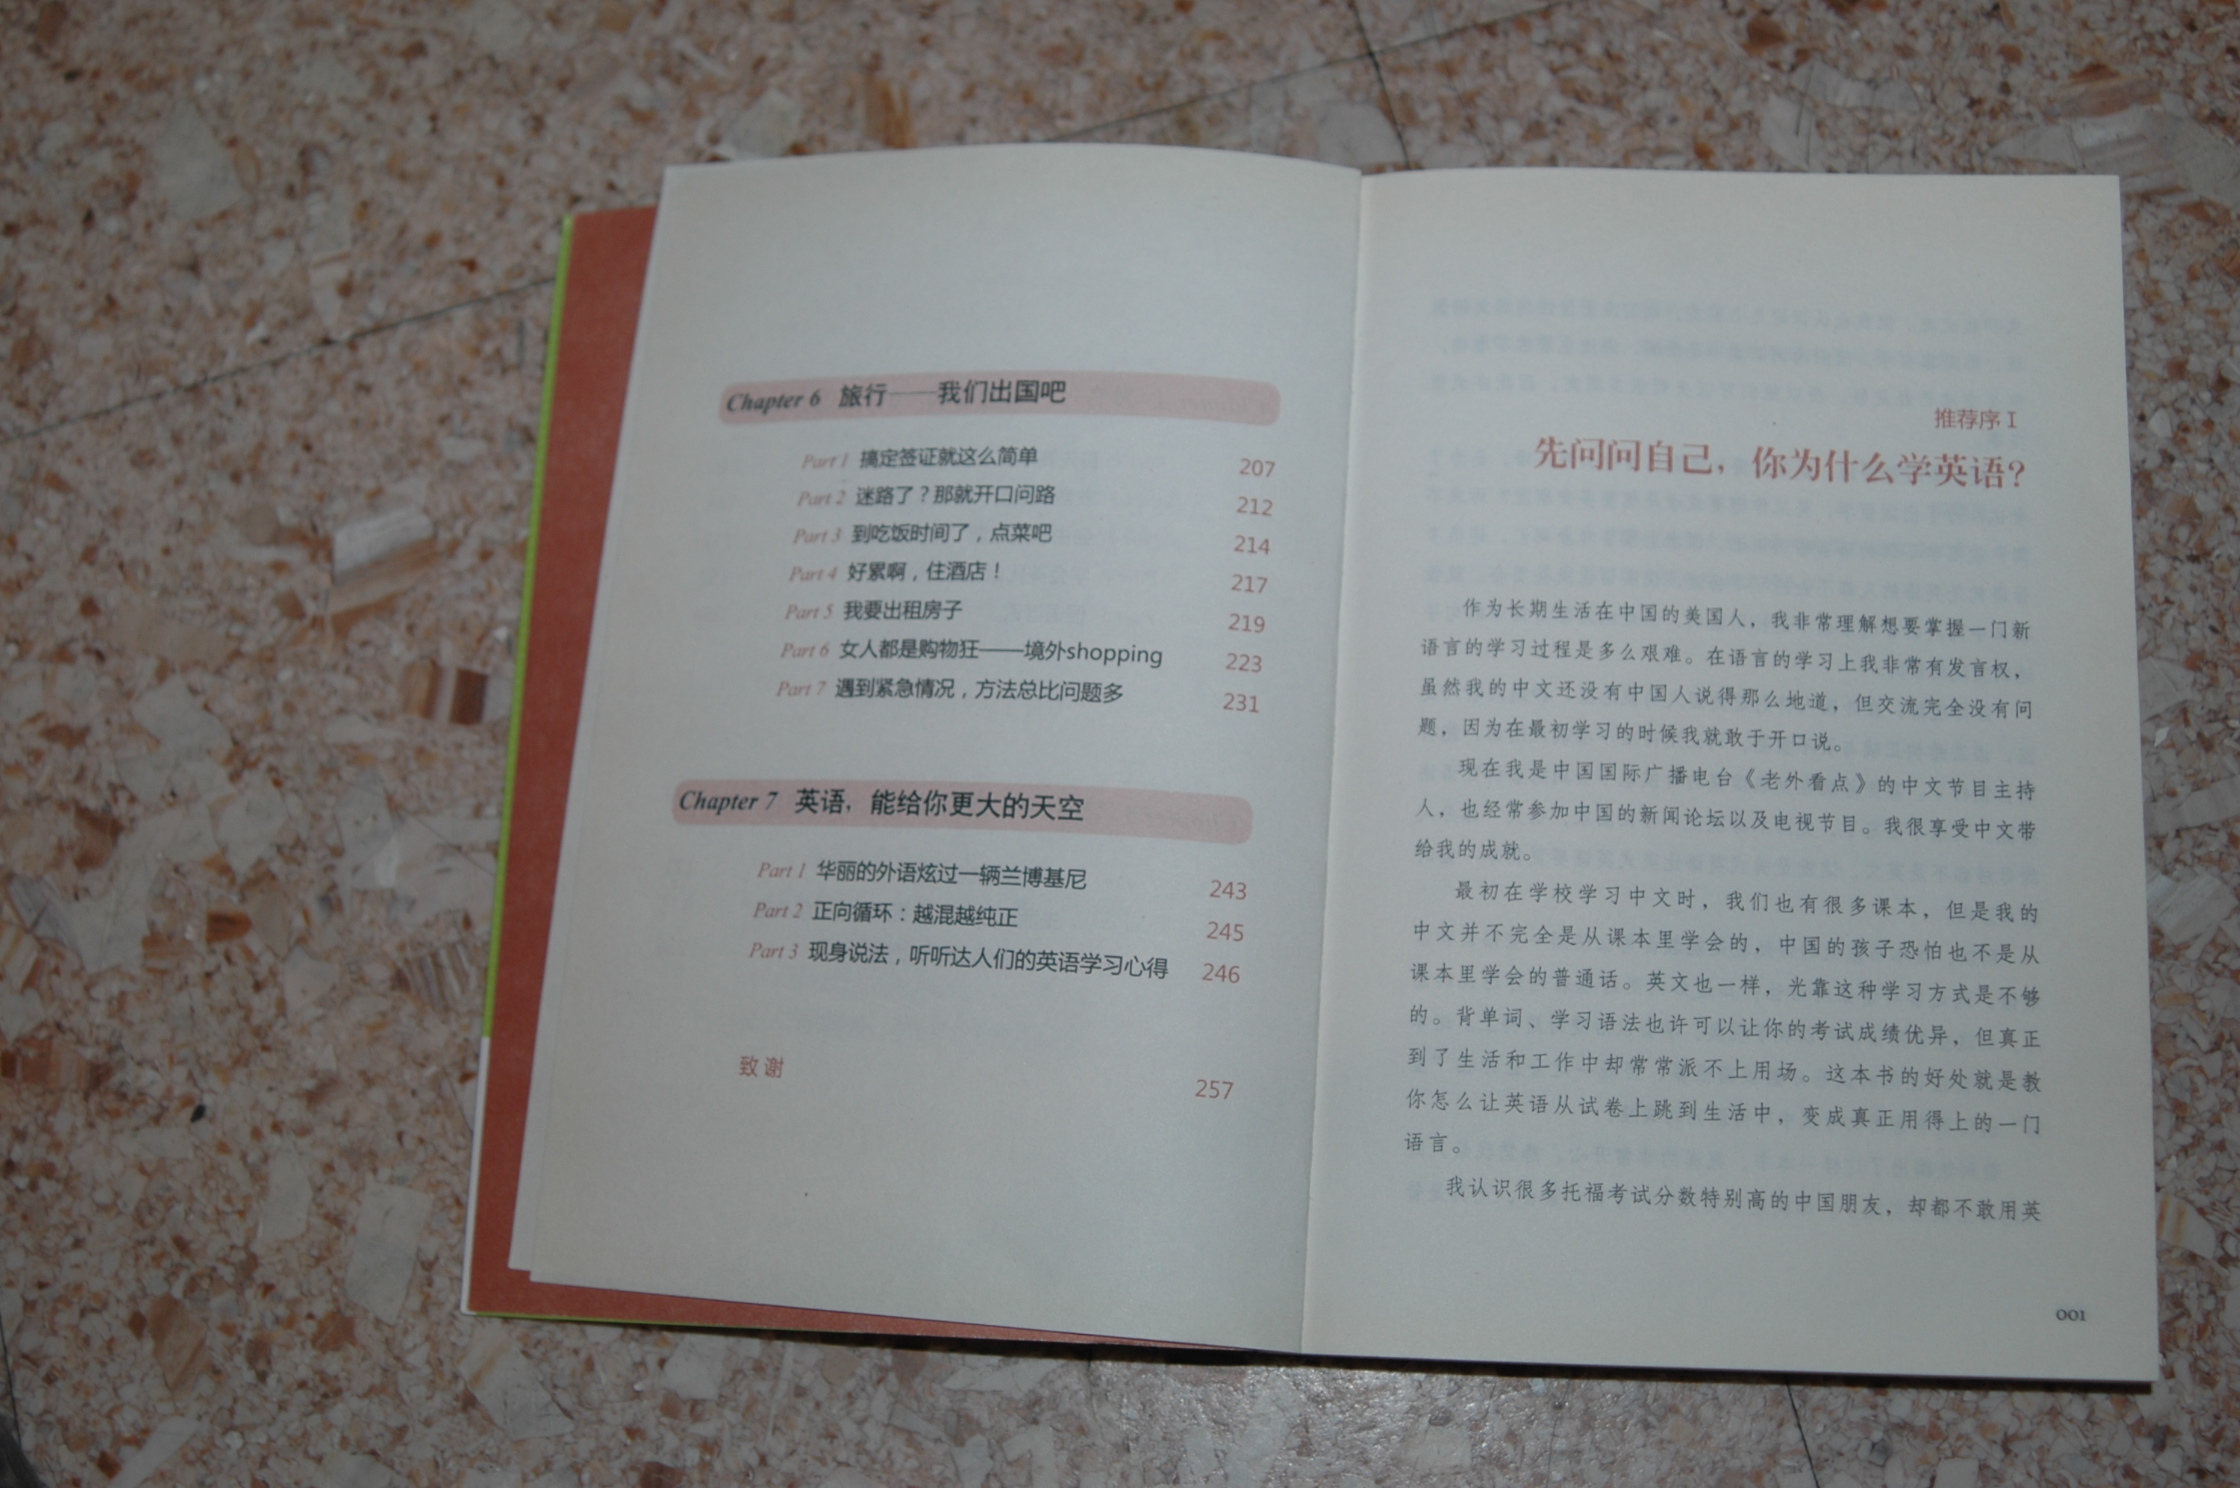 Chapter 6 旅行——我们出国吧
Part 1 搞定签证就这么简单 207
Part 2 迷路了？那就开口问路 212
Part 3 到吃饭时间了，点菜吧 214
Part 4 好累啊，住酒店！ 217
Part 5 我要出租房子 219
Part 6 女人都是购物狂——境外shopping 223
Part 7 遇到紧急情况，方法总比问题多 231
Chapter 7 英语，能给你更大的天空
Part 1 华丽的外语炫过一辆兰博基尼 243
Part 2 正向循环：越混越纯正 245
Part 3 现身说法，听听达人们的英语学习心得 246
致谢 257
推荐序 I
先问问自己，你为什么学英语？
作为长期生活在中国的美国人，我非常理解想要掌握一门新
语言的学习过程是多么艰难。在语言的学习上我非常有发言权，
虽然我的中文还没有中国人说得那么地道，但交流完全没有问
题，因为在最初学习的时候我就敢于开口说。
现在我是中国国际广播电台《老外看点》的中文节目主持
人，也经常参加中国的新闻论坛以及电视节目。我很享受中文带
给我的成就。
最初在学校学习中文时，我们也有很多课本，但是我的
中文并不完全是从课本里学会的，中国的孩子恐怕也不是从
课本里学会的普通话。英文也一样，光靠这种学习方式是不够
的。背单词、学习语法也许可以让你的考试成绩优异，但真正
到了生活和工作中却常常派不上用场。这本书的好处就是教
你怎么让英语从试卷上跳到生活中，变成真正用得上的一门
语言。
我认识很多托福考试分数特别高的中国朋友，却都不敢用英
001